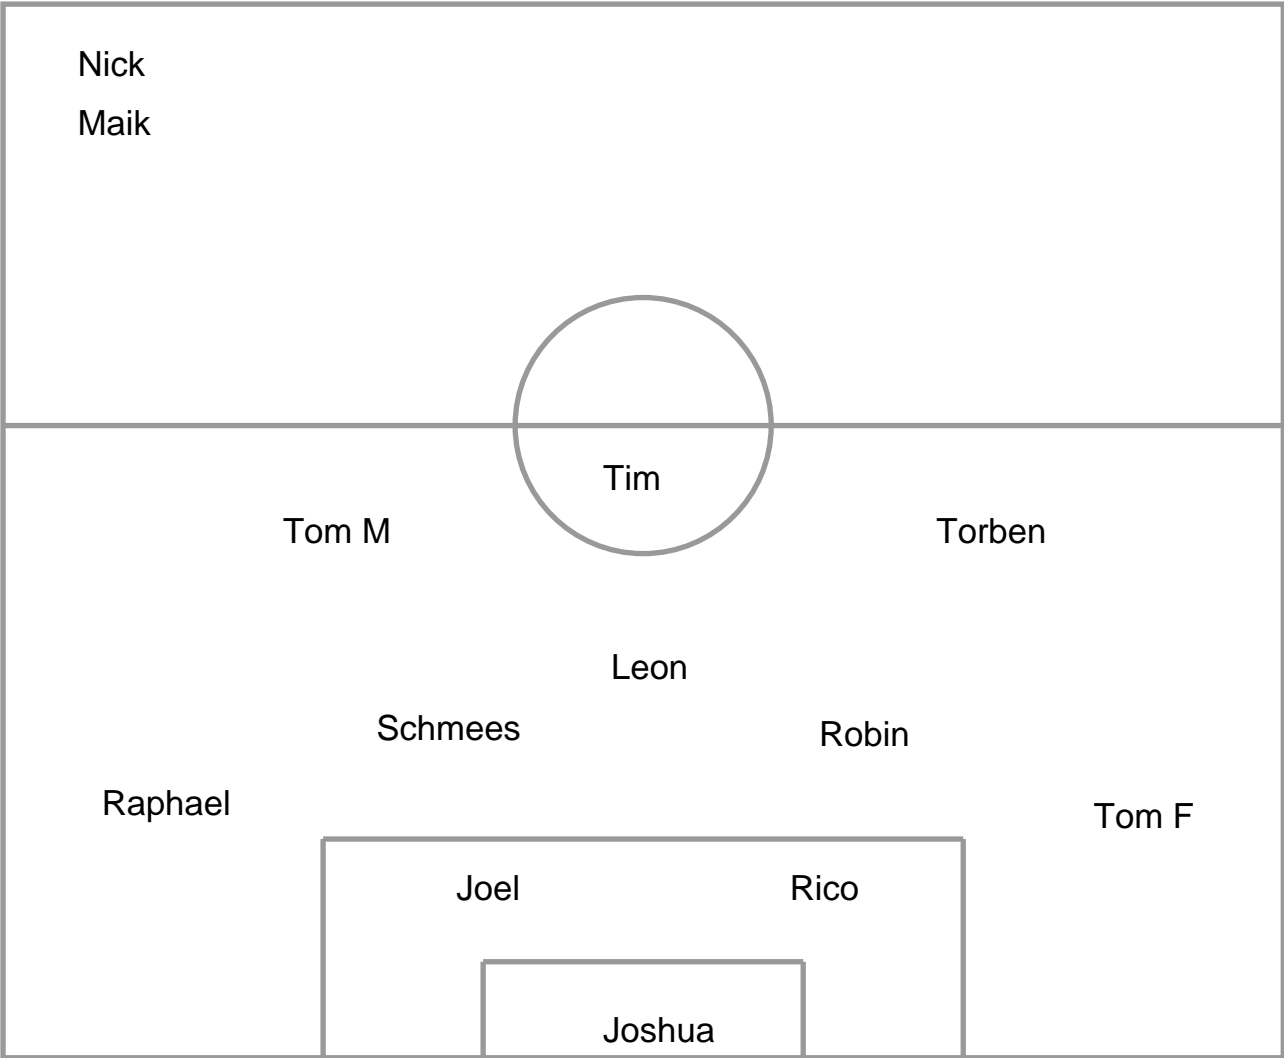 Nick
Maik
Tim
Tom M
Torben
Leon
Schmees
Robin
Raphael
Tom F
Joel
Rico
Joshua